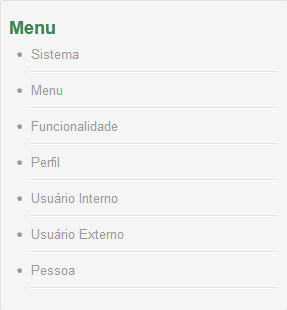 Menu
Sistema
Menu
Funcionalidade
Perfil
Usuário Interno
Usuário Externo
Pessoa